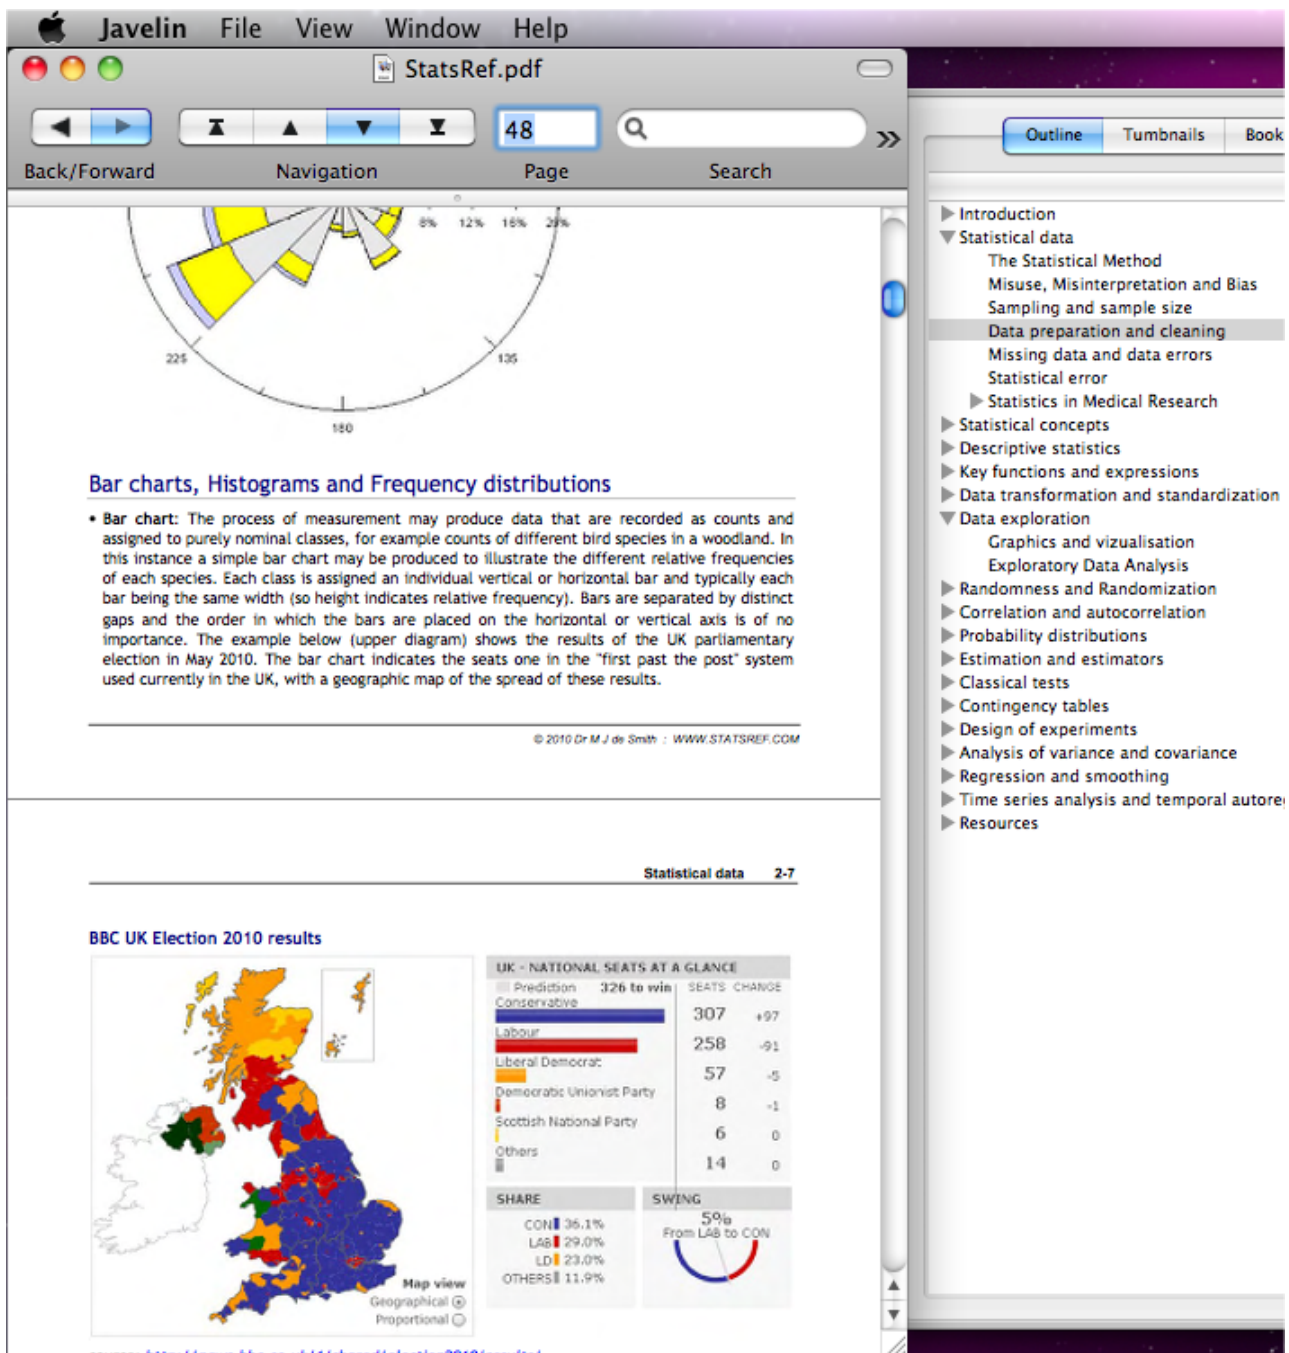 Javelin File View Window Help
StatsRef.pdf
48
Back/Forward Navigation Page Search
8% 12% 16% 20%
225
135
180
Bar charts, Histograms and Frequency distributions
• Bar chart: The process of measurement may produce data that are recorded as counts and
assigned to purely nominal classes, for example counts of different bird species in a woodland. In
this instance a simple bar chart may be produced to illustrate the different relative frequencies
of each species. Each class is assigned an individual vertical or horizontal bar and typically each
bar being the same width (so height indicates relative frequency). Bars are separated by distinct
gaps and the order in which the bars are placed on the horizontal or vertical axis is of no
importance. The example below (upper diagram) shows the results of the UK parliamentary
election in May 2010. The bar chart indicates the seats one in the "first past the post" system
used currently in the UK, with a geographic map of the spread of these results.
© 2010 Dr M J de Smith : WWW.STATSREF.COM
Statistical data 2-7
BBC UK Election 2010 results
UK - NATIONAL SEATS AT A GLANCE
Prediction 326 to win SEATS CHANGE
Conservative
307 +97
Labour
258 -91
Liberal Democrat
57 -5
Democratic Unionist Party
8 -1
Scottish National Party
6 0
Others
14 0
SHARE
CON 36.1%
LAB 29.0%
LD 23.0%
OTHERS 11.9%
SWING
5%
From LAB to CON
Map view
Geographical
Proportional
Outline Tumbnails Book
Introduction
Statistical data
The Statistical Method
Misuse, Misinterpretation and Bias
Sampling and sample size
Data preparation and cleaning
Missing data and data errors
Statistical error
Statistics in Medical Research
Statistical concepts
Descriptive statistics
Key functions and expressions
Data transformation and standardization
Data exploration
Graphics and vizualisation
Exploratory Data Analysis
Randomness and Randomization
Correlation and autocorrelation
Probability distributions
Estimation and estimators
Classical tests
Contingency tables
Design of experiments
Analysis of variance and covariance
Regression and smoothing
Time series analysis and temporal autore
Resources